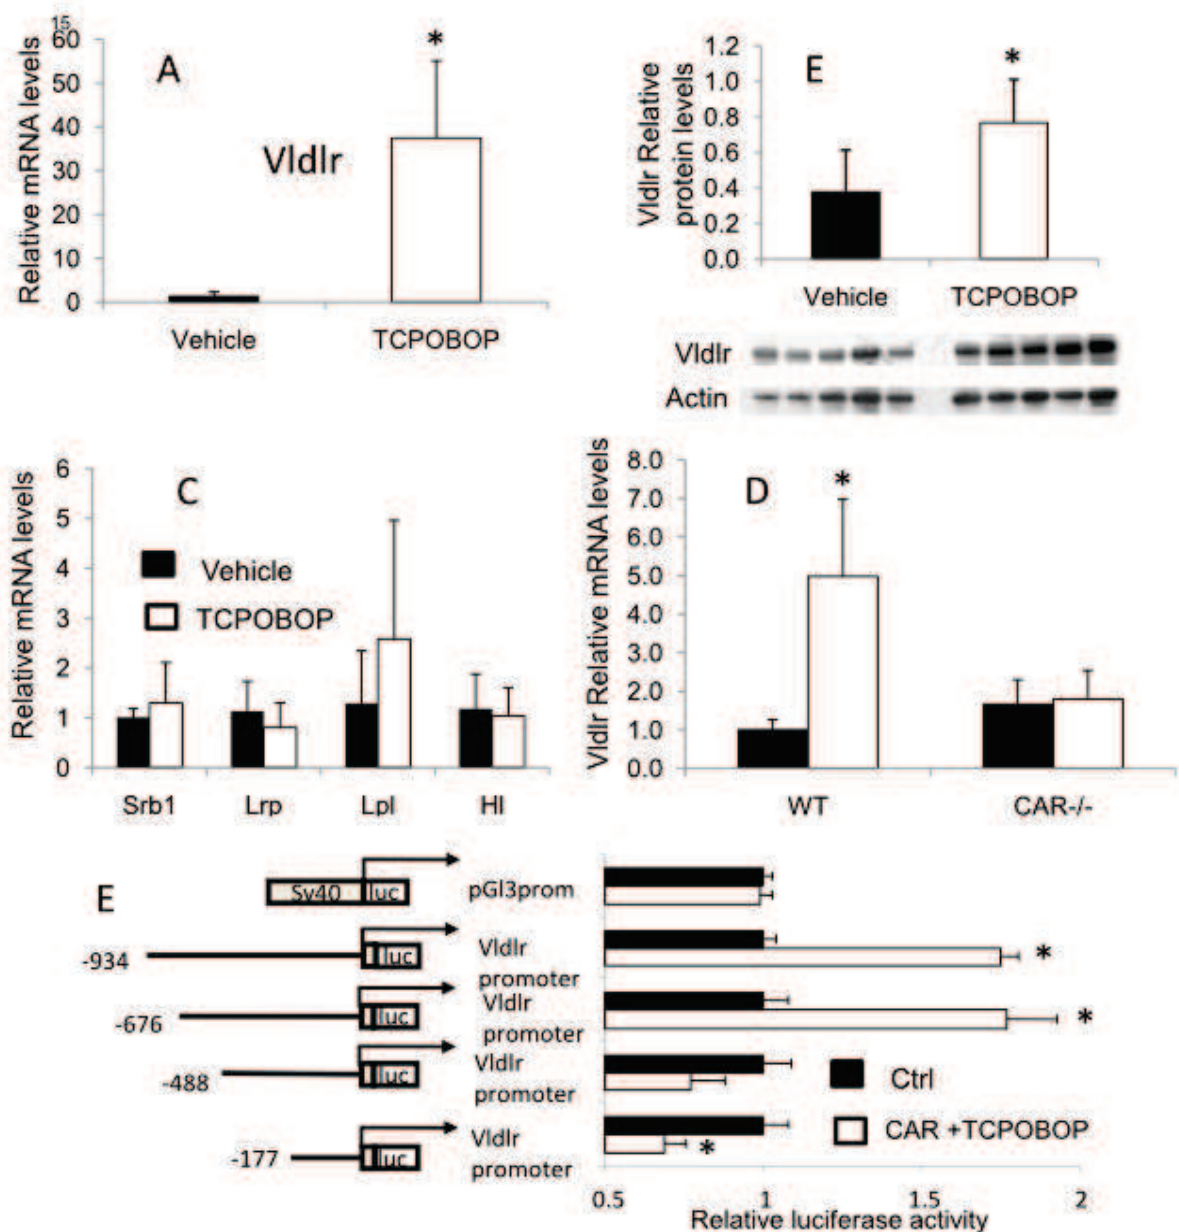 15
60
50
40
30
20
10
0
Relative mRNA levels
A
Vldlr
*
Vehicle
TCPOBOP
1.2
1.0
0.8
0.6
0.4
0.2
0.0
Vldlr Relative
protein levels
E
*
Vehicle
TCPOBOP
Vldlr
Actin
6
5
4
3
2
1
0
Relative mRNA levels
C
Vehicle
TCPOBOP
Srb1
Lrp
Lpl
Hl
8.0
7.0
6.0
5.0
4.0
3.0
2.0
1.0
0.0
Vldlr Relative mRNA levels
D
*
WT
CAR-/-
E
Sv40
luc
pGl3prom
-934
luc
Vldlr
promoter
*
-676
luc
Vldlr
promoter
*
-488
luc
Vldlr
promoter
-177
luc
Vldlr
promoter
*
Ctrl
CAR +TCPOBOP
0.5
1
1.5
2
Relative luciferase activity